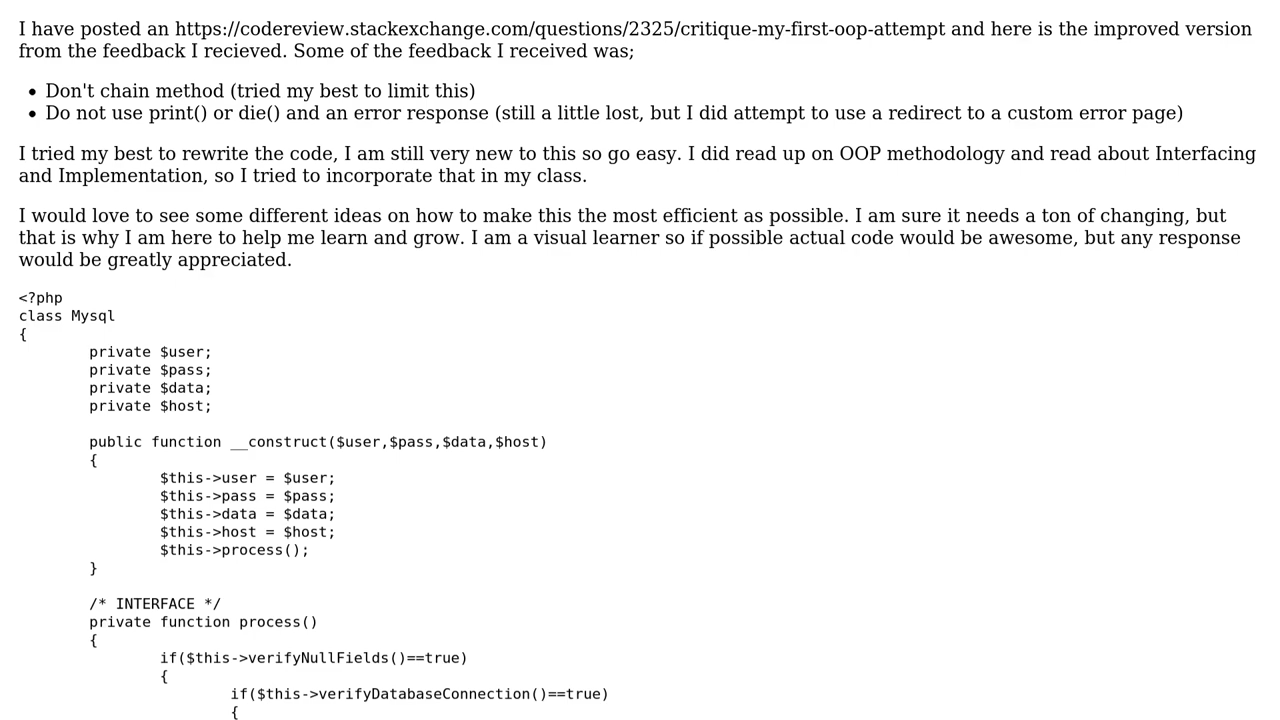 I have posted an https://codereview.stackexchange.com/questions/2325/critique-my-first-oop-attempt and here is the improved version
from the feedback I recieved. Some of the feedback I received was;
• Don't chain method (tried my best to limit this)
• Do not use print() or die() and an error response (still a little lost, but I did attempt to use a redirect to a custom error page)
I tried my best to rewrite the code, I am still very new to this so go easy. I did read up on OOP methodology and read about Interfacing
and Implementation, so I tried to incorporate that in my class.
I would love to see some different ideas on how to make this the most efficient as possible. I am sure it needs a ton of changing, but
that is why I am here to help me learn and grow. I am a visual learner so if possible actual code would be awesome, but any response
would be greatly appreciated.
<?php
class Mysql
{
        private $user;
        private $pass;
        private $data;
        private $host;
        public function __construct($user,$pass,$data,$host)
        {
                $this->user = $user;
                $this->pass = $pass;
                $this->data = $data;
                $this->host = $host;
                $this->process();
        }
        /* INTERFACE */
        private function process()
        {
                if($this->verifyNullFields()==true)
                {
                        if($this->verifyDatabaseConnection()==true)
                        {